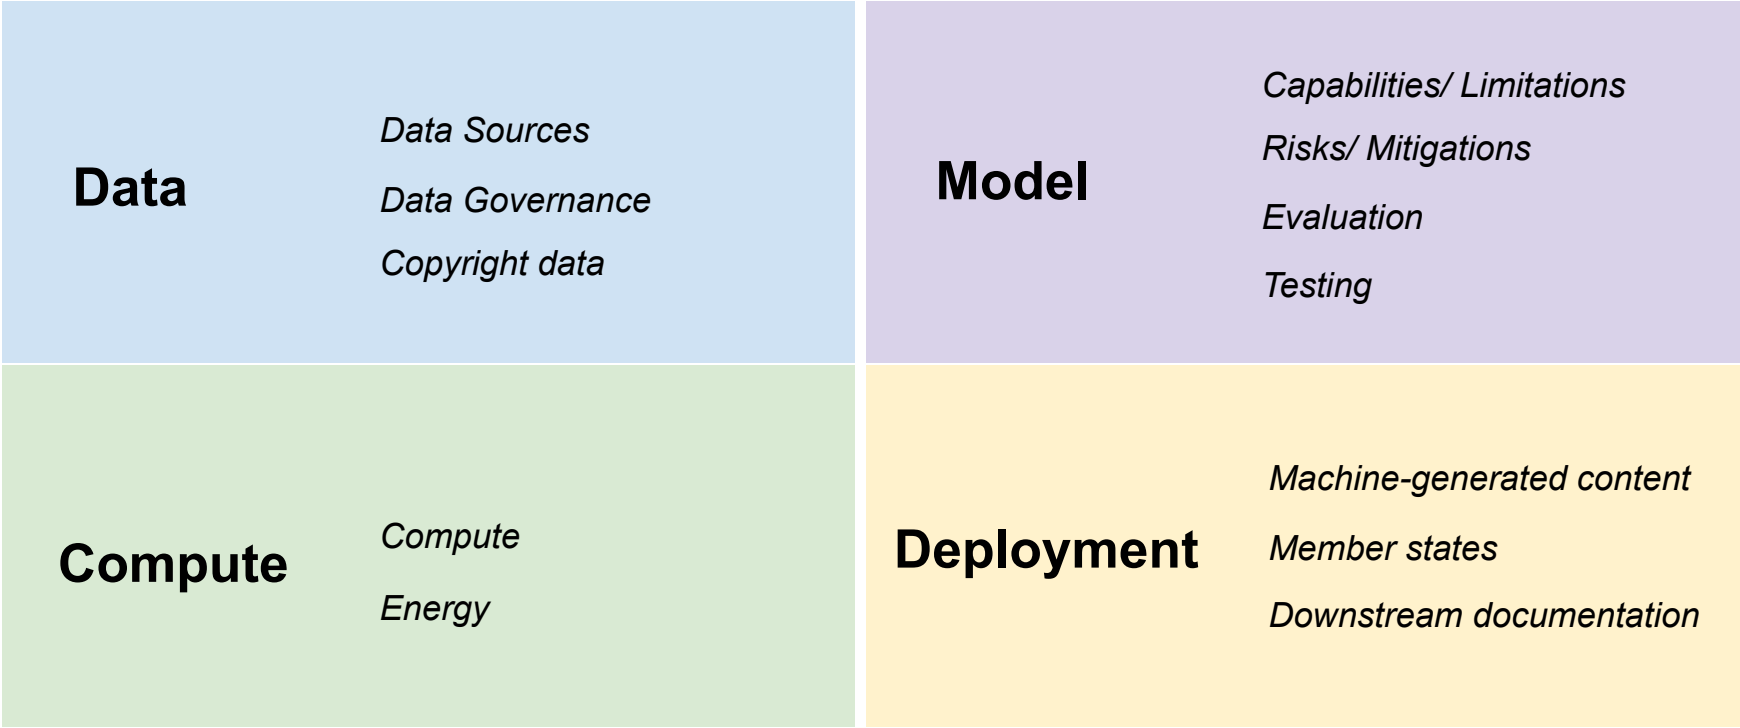 Data
Data Sources
Data Governance
Copyright data
Model
Capabilities/ Limitations
Risks/ Mitigations
Evaluation
Testing
Compute
Compute
Energy
Deployment
Machine-generated content
Member states
Downstream documentation